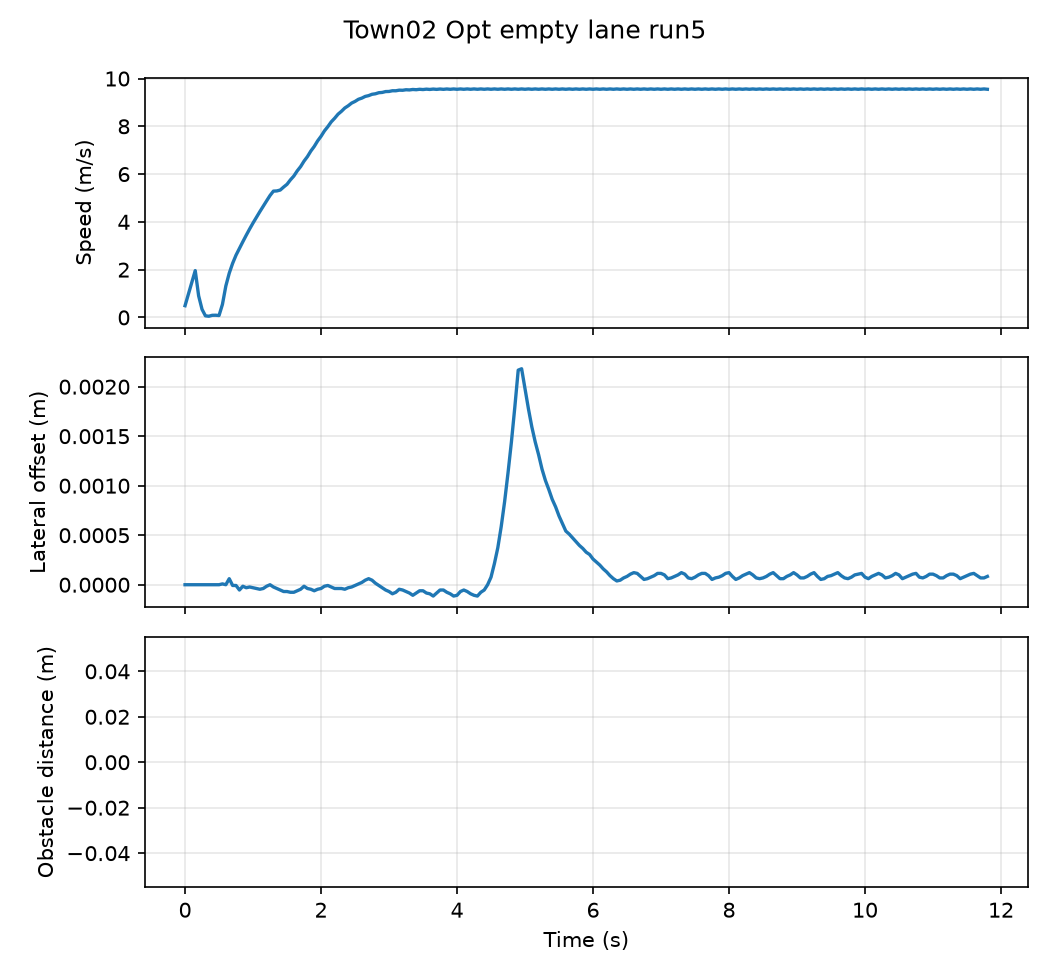 Town02 Opt empty lane run5
Speed (m/s)
10
8
6
4
2
0
Lateral offset (m)
0.0020
0.0015
0.0010
0.0005
0.0000
Obstacle distance (m)
0.04
0.02
0.00
−0.02
−0.04
0 2 4 6 8 10 12
Time (s)